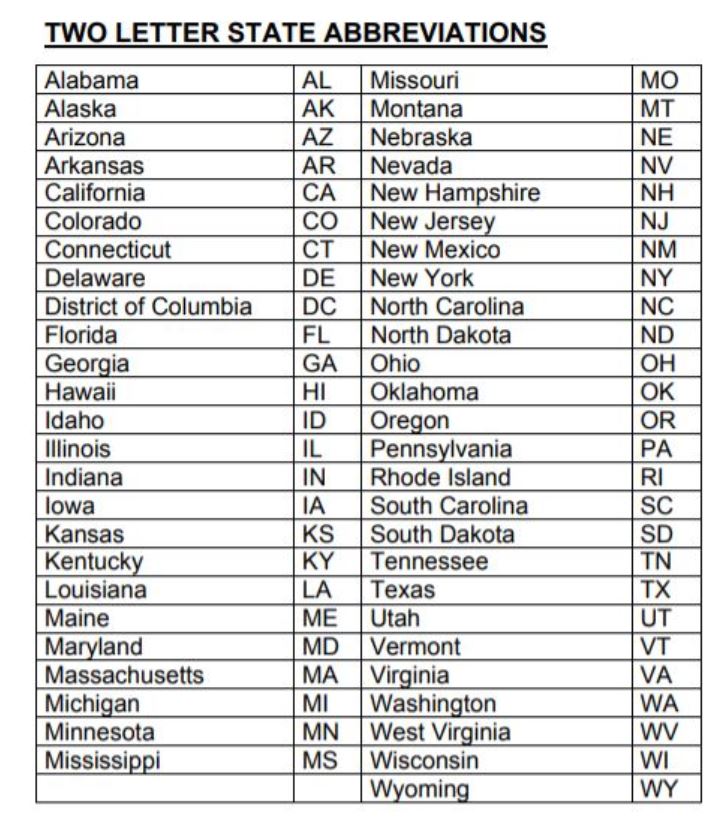 TWO LETTER STATE ABBREVIATIONS
Alabama AL Missouri MO
Alaska AK Montana MT
Arizona AZ Nebraska NE
Arkansas AR Nevada NV
California CA New Hampshire NH
Colorado CO New Jersey NJ
Connecticut CT New Mexico NM
Delaware DE New York NY
District of Columbia DC North Carolina NC
Florida FL North Dakota ND
Georgia GA Ohio OH
Hawaii HI Oklahoma OK
Idaho ID Oregon OR
Illinois IL Pennsylvania PA
Indiana IN Rhode Island RI
Iowa IA South Carolina SC
Kansas KS South Dakota SD
Kentucky KY Tennessee TN
Louisiana LA Texas TX
Maine ME Utah UT
Maryland MD Vermont VT
Massachusetts MA Virginia VA
Michigan MI Washington WA
Minnesota MN West Virginia WV
Mississippi MS Wisconsin WI
Wyoming WY